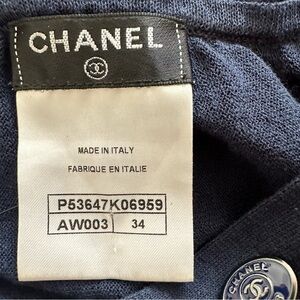 CHANEL
MADE IN ITALY
FABRIQUE EN ITALIE
P53647K06959
AW003 34
CHANEL